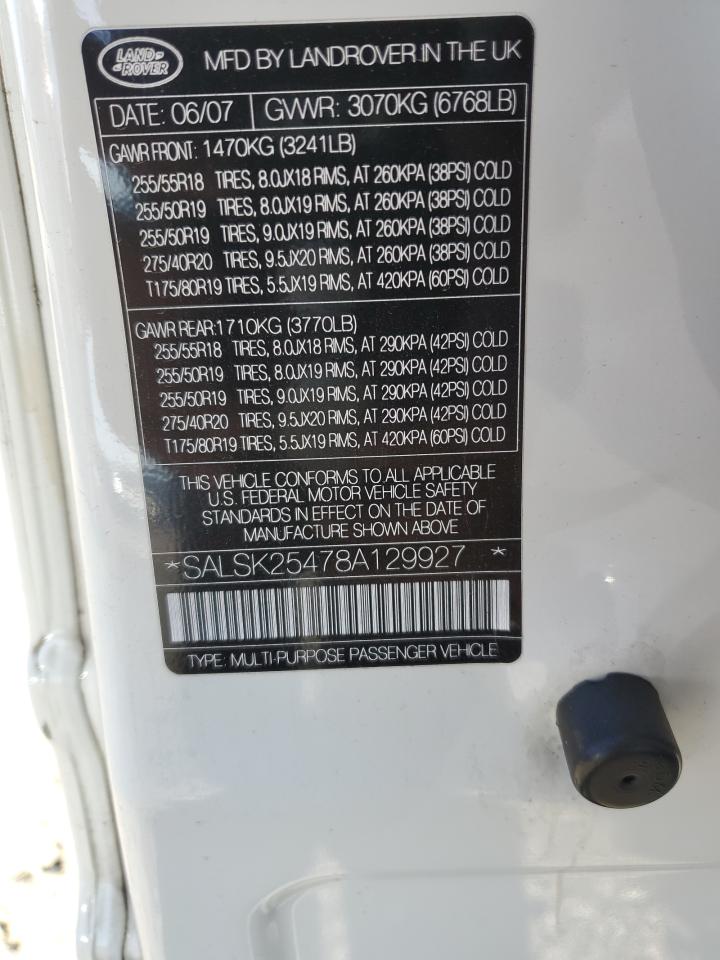 LAND ROVER
MFD BY LANDROVER IN THE UK
DATE: 06/07 GVWR: 3070KG (6768LB)
GAWR FRONT: 1470KG (3241LB)
255/55R18 TIRES, 8.0JX18 RIMS, AT 260KPA (38PSI) COLD
255/50R19 TIRES, 8.0JX19 RIMS, AT 260KPA (38PSI) COLD
255/50R19 TIRES, 9.0JX19 RIMS, AT 260KPA (38PSI) COLD
275/40R20 TIRES, 9.5JX20 RIMS, AT 260KPA (38PSI) COLD
T175/80R19 TIRES, 5.5JX19 RIMS, AT 420KPA (60PSI) COLD
GAWR REAR:1710KG (3770LB)
255/55R18 TIRES, 8.0JX18 RIMS, AT 290KPA (42PSI) COLD
255/50R19 TIRES, 8.0JX19 RIMS, AT 290KPA (42PSI) COLD
255/50R19 TIRES, 9.0JX19 RIMS, AT 290KPA (42PSI) COLD
275/40R20 TIRES, 9.5JX20 RIMS, AT 290KPA (42PSI) COLD
T175/80R19 TIRES, 5.5JX19 RIMS, AT 420KPA (60PSI) COLD
THIS VEHICLE CONFORMS TO ALL APPLICABLE
U.S. FEDERAL MOTOR VEHICLE SAFETY
STANDARDS IN EFFECT ON THE DATE OF
MANUFACTURE SHOWN ABOVE
*SALSK25478A129927 *
TYPE: MULTI-PURPOSE PASSENGER VEHICLE